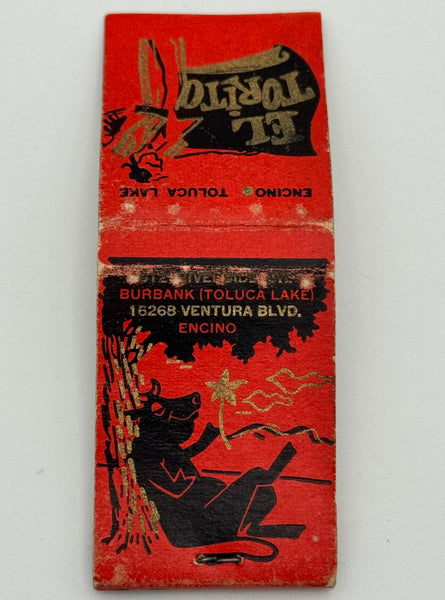 EL
TORITO
ENCINO TOLUCA LAKE
BURBANK (TOLUCA LAKE)
16268 VENTURA BLVD.
ENCINO